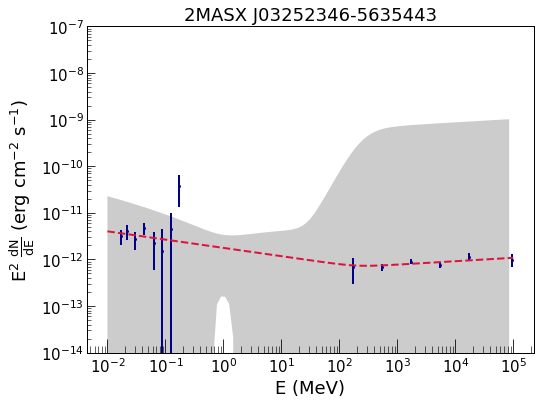 2MASX J03252346-5635443
10⁻⁷
10⁻⁸
10⁻⁹
10⁻¹⁰
10⁻¹¹
10⁻¹²
10⁻¹³
10⁻¹⁴
E² dN/dE (erg cm⁻² s⁻¹)
10⁻² 10⁻¹ 10⁰ 10¹ 10² 10³ 10⁴ 10⁵
E (MeV)